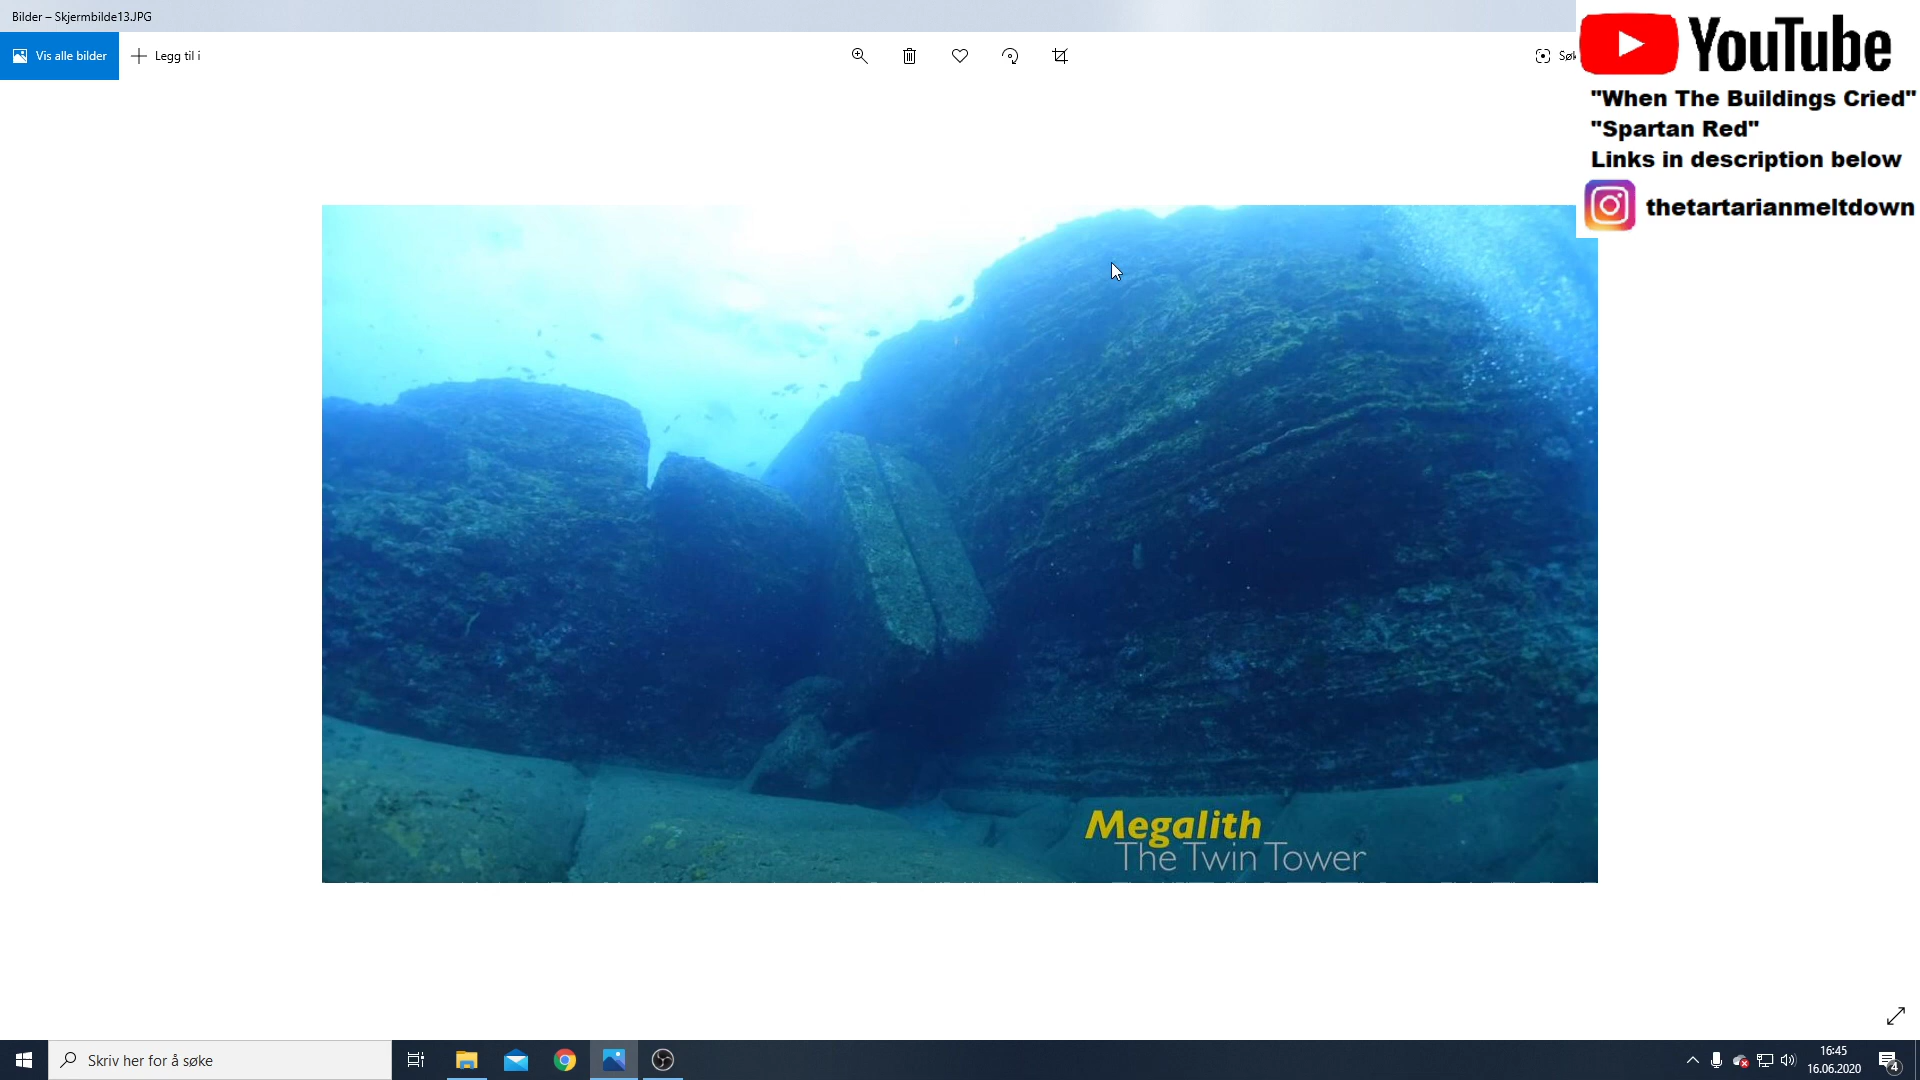 Bilder – Skjermbilde13.JPG
Vis alle bilder
Legg til i
YouTube
"When The Buildings Cried"
"Spartan Red"
Links in description below
thetartarianmeltdown
Megalith
The Twin Tower
Skriv her for å søke
16:45
16.06.2020
4